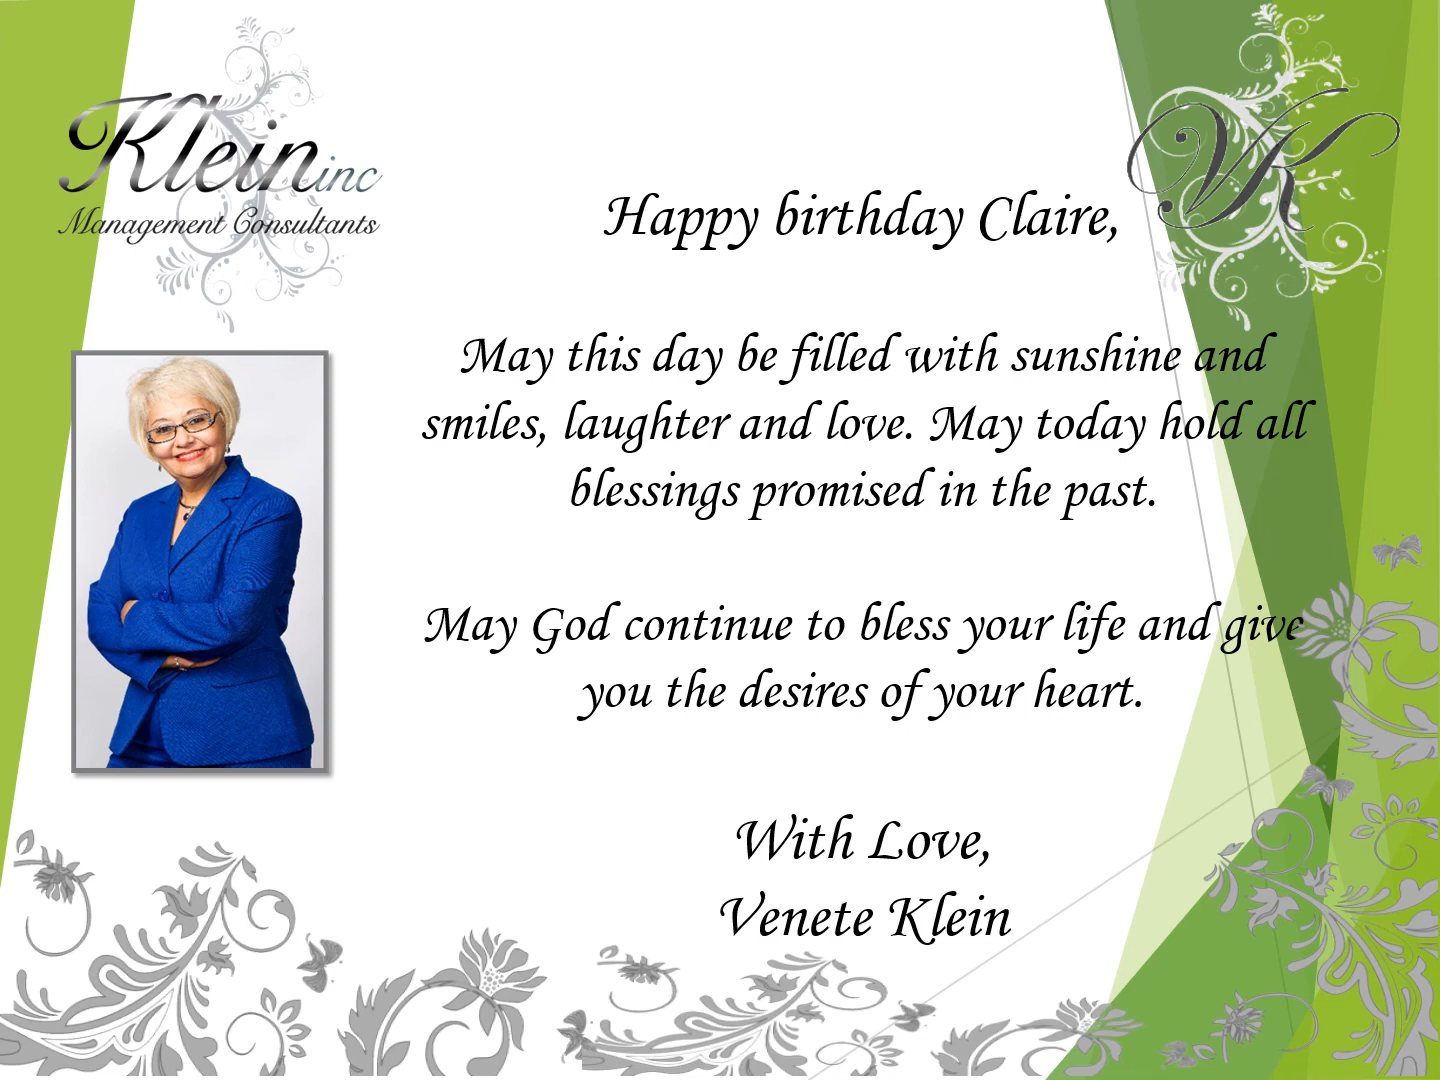 Klein inc
Management Consultants
VK
Happy birthday Claire,
May this day be filled with sunshine and
smiles, laughter and love. May today hold all
blessings promised in the past.
May God continue to bless your life and give
you the desires of your heart.
With Love,
Venete Klein